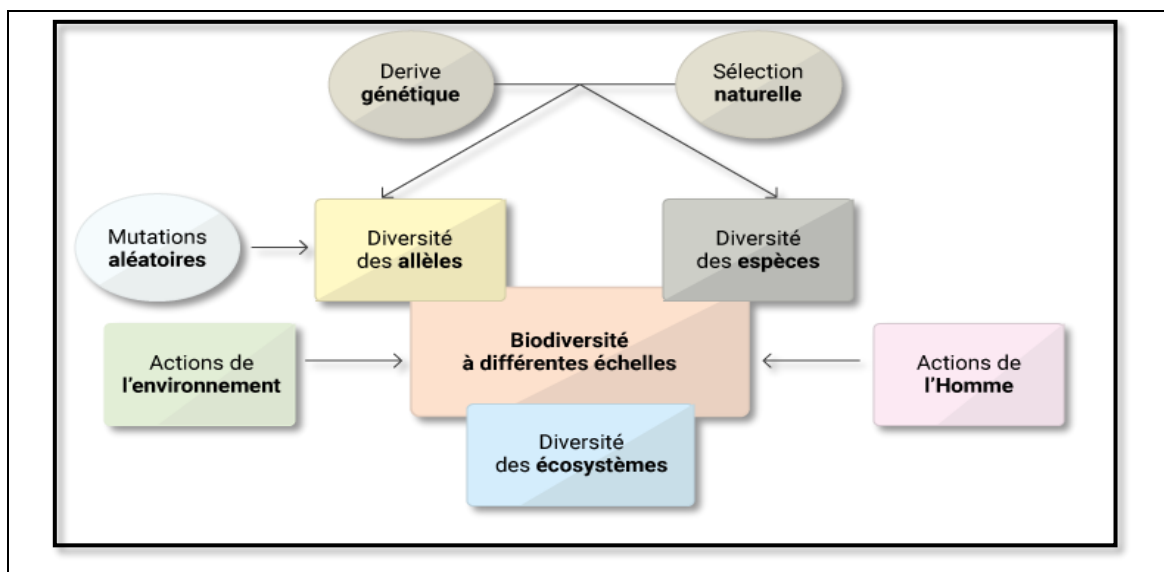 Derive
génétique
Sélection
naturelle
Mutations
aléatoires
Diversité
des allèles
Diversité
des espèces
Biodiversité
à différentes échelles
Actions de
l'environnement
Actions de
l'Homme
Diversité
des écosystèmes